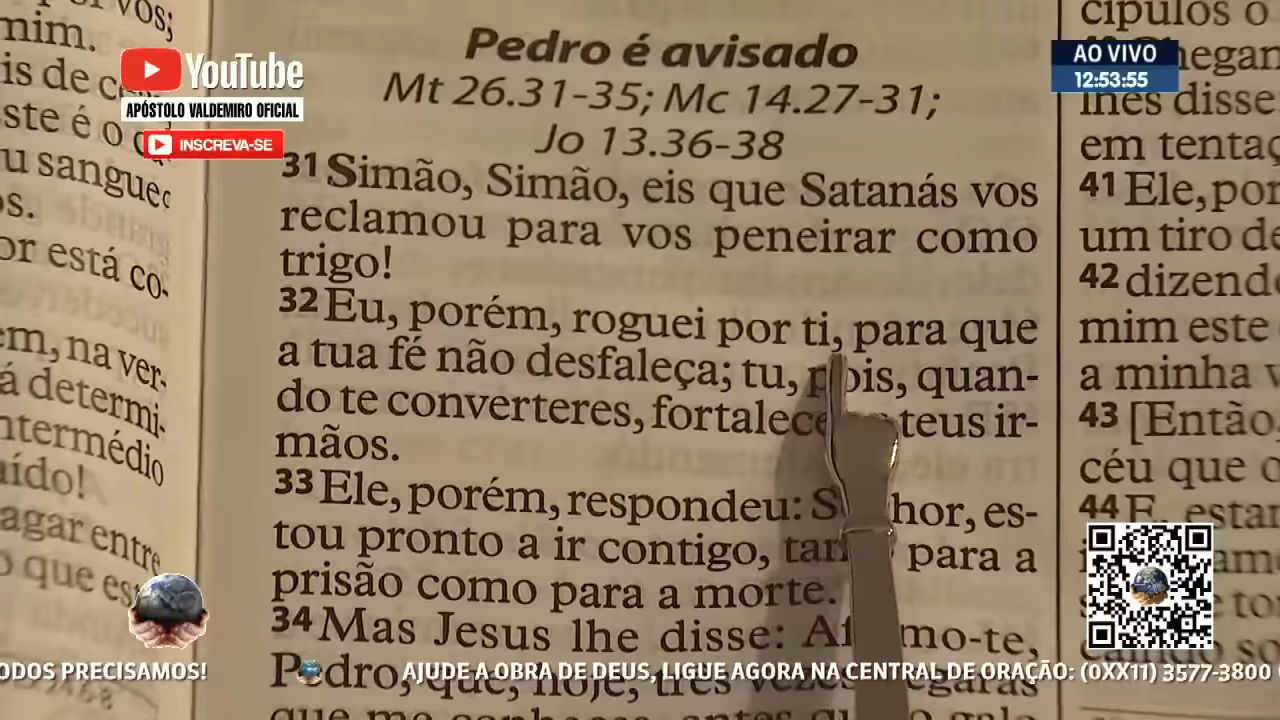 vos;
mim.
is de
ste é o
u sangue
os.
or está co-
em, na ver-
á determi-
ntermédio
aído!
agar entre
o que es
YouTube
APÓSTOLO VALDEMIRO OFICIAL
INSCREVA-SE
Pedro é avisado
Mt 26.31-35; Mc 14.27-31;
Jo 13.36-38
31 Simão, Simão, eis que Satanás vos
reclamou para vos peneirar como
trigo!
32 Eu, porém, roguei por ti, para que
a tua fé não desfaleça; tu, pois, quan-
do te converteres, fortalece teus ir-
mãos.
33 Ele, porém, respondeu: S hor, es-
tou pronto a ir contigo, tan para a
prisão como para a morte.
34 Mas Jesus lhe disse: Af mo-te,
Pedro, que, hoje, três vezes negarás
AO VIVO
12:53:55
cípulos o
hegan
lhes disse
em tentaç
41 Ele, por
um tiro de
42 dizend
mim este
a minha v
43 [Então,
céu que o
44 E, estan
ODOS PRECISAMOS!
AJUDE A OBRA DE DEUS, LIGUE AGORA NA CENTRAL DE ORAÇÃO: (0XX11) 3577-3800